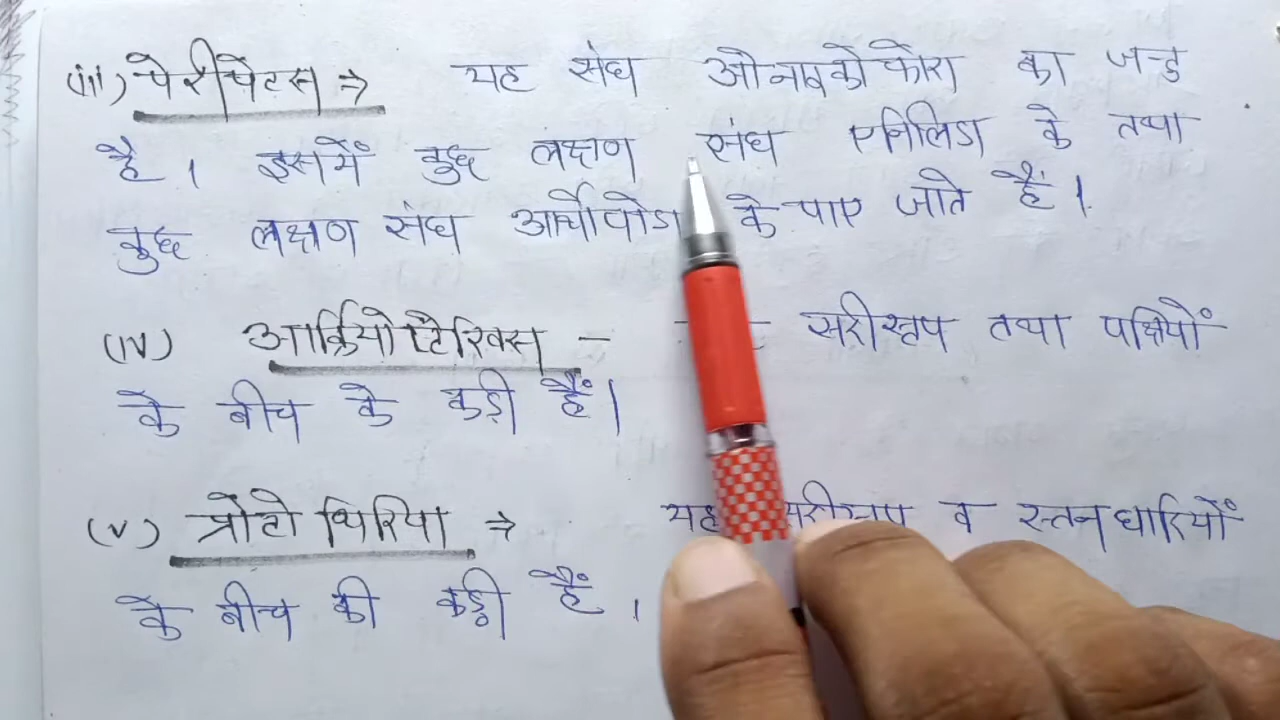 (iii) पेरीपेटस ⇒ यह संघ ओनाइकोफोरा का जन्तु
है । इसमें कुछ लक्षण संघ एनिलिडा के तथा
कुछ लक्षण संघ आर्थोपोडा के पाए जाते हैं।
(iv) आर्कियोप्टेरिक्स - सरीसृप तथा पक्षियों
के बीच के कड़ी हैं।
(v) प्रोटोथिरिया ⇒ यह सरीसृप व स्तनधारियों
के बीच की कड़ी हैं ।